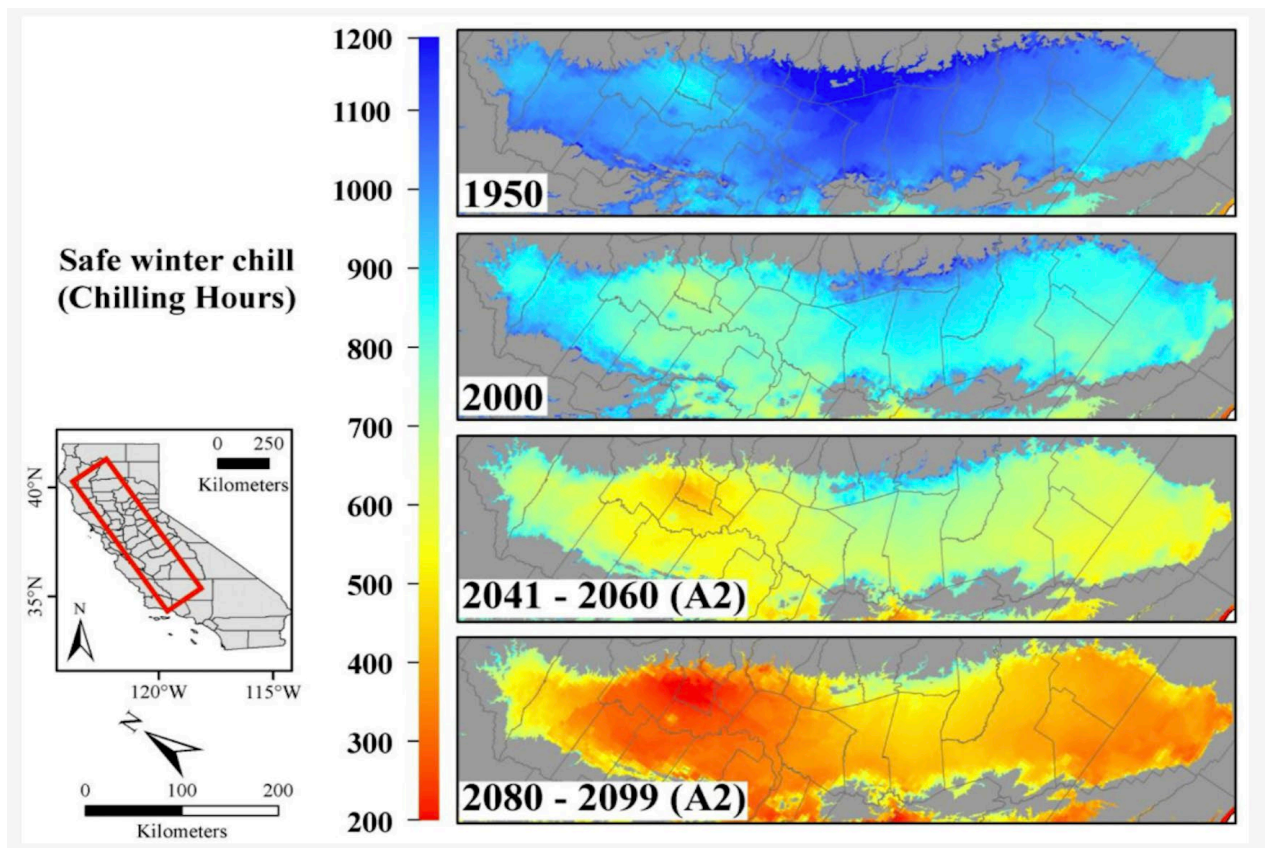 Safe winter chill
(Chilling Hours)
1200
1100
1000
900
800
700
600
500
400
300
200
1950
2000
2041 - 2060 (A2)
2080 - 2099 (A2)
0 250
Kilometers
40°N
35°N
N
120°W 115°W
N
0 100 200
Kilometers